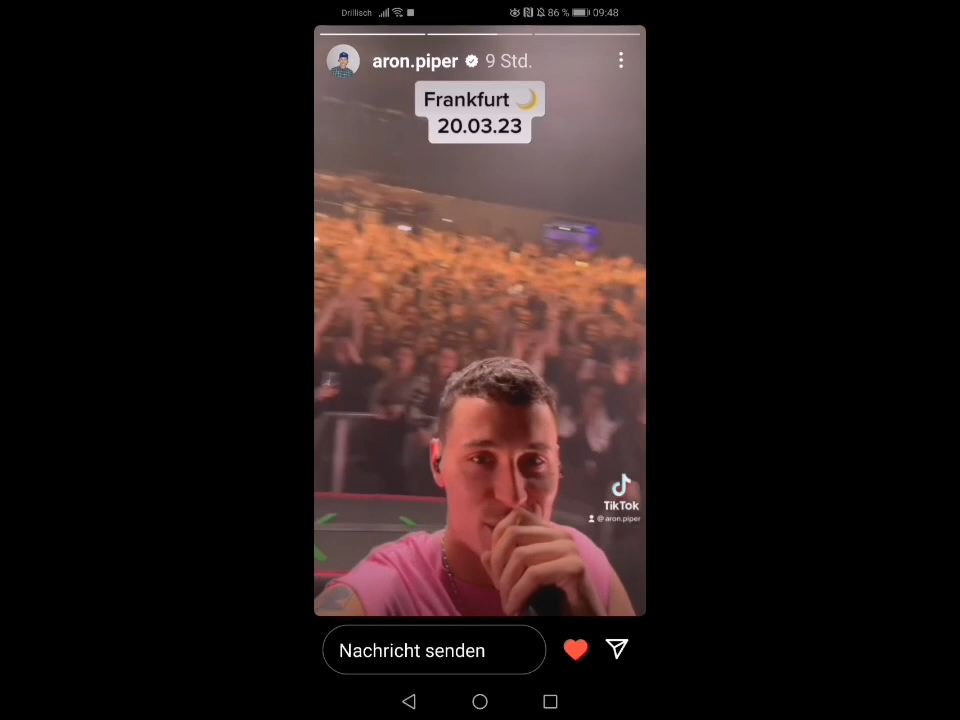 Drillisch 86 % 09:48
aron.piper 9 Std.
Frankfurt 🌙
20.03.23
TikTok
@aron.piper
Nachricht senden